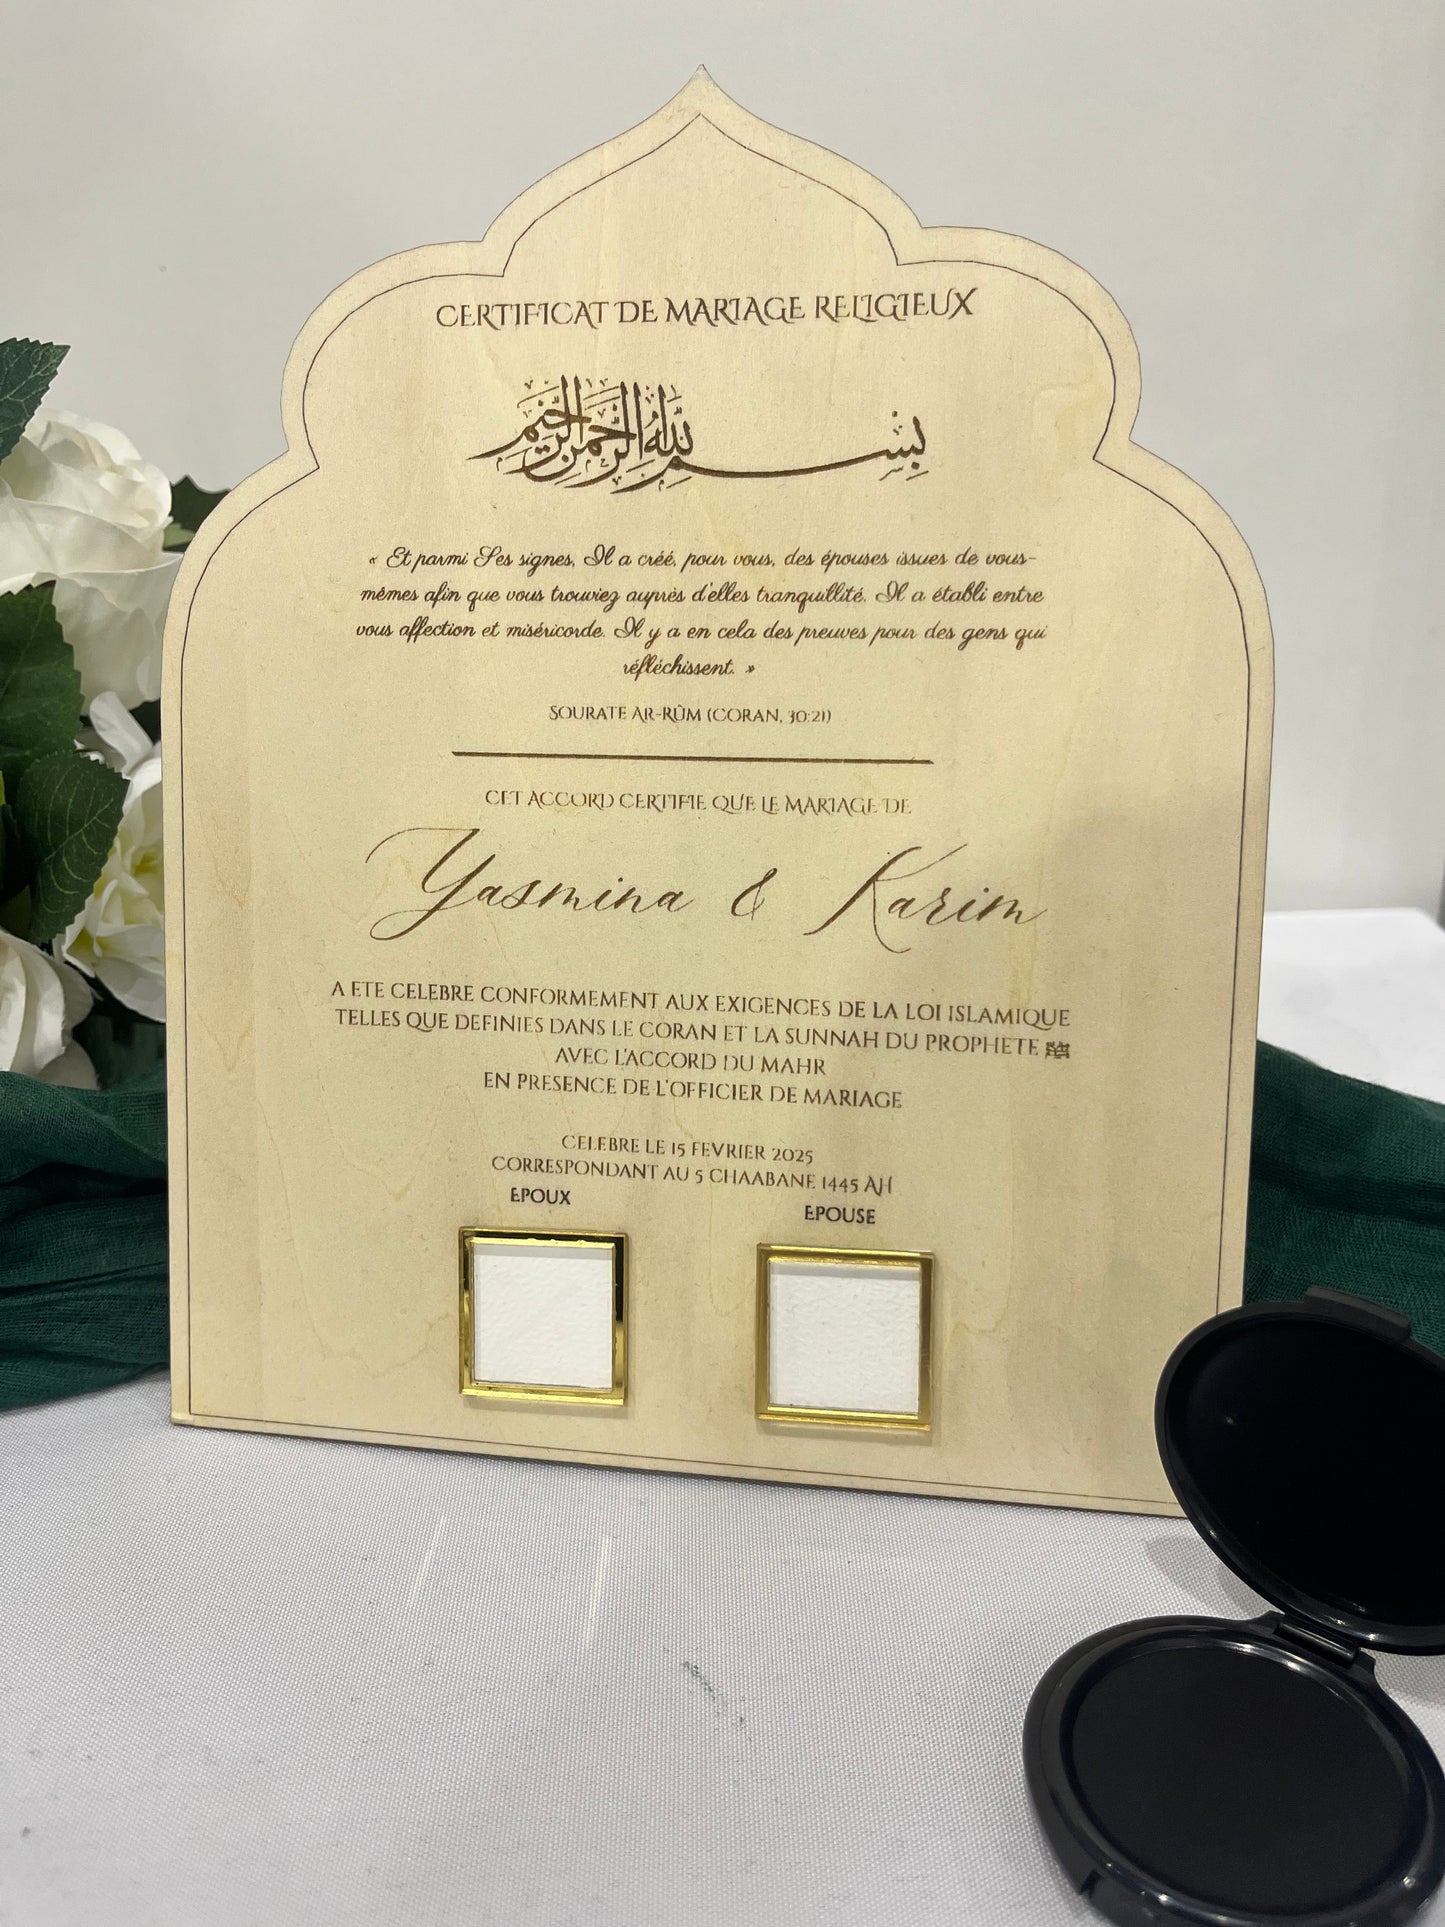 CERTIFICAT DE MARIAGE RELIGIEUX
بِسْمِ اللهِ الرَّحْمٰنِ الرَّحِيْمِ
« Et parmi Ses signes, Il a créé, pour vous, des épouses issues de vous-
mêmes afin que vous trouviez auprès d'elles tranquillité. Il a établi entre
vous affection et miséricorde. Il y a en cela des preuves pour des gens qui
réfléchissent. »
SOURATE AR-RÛM (CORAN, 30:21)
CET ACCORD CERTIFIE QUE LE MARIAGE DE
Yasmina & Karim
A ETE CELEBRE CONFORMEMENT AUX EXIGENCES DE LA LOI ISLAMIQUE
TELLES QUE DEFINIES DANS LE CORAN ET LA SUNNAH DU PROPHETE ﷺ
AVEC L'ACCORD DU MAHR
EN PRESENCE DE L'OFFICIER DE MARIAGE
CELEBRE LE 15 FEVRIER 2025
CORRESPONDANT AU 5 CHAABANE 1445 AH
EPOUX
EPOUSE